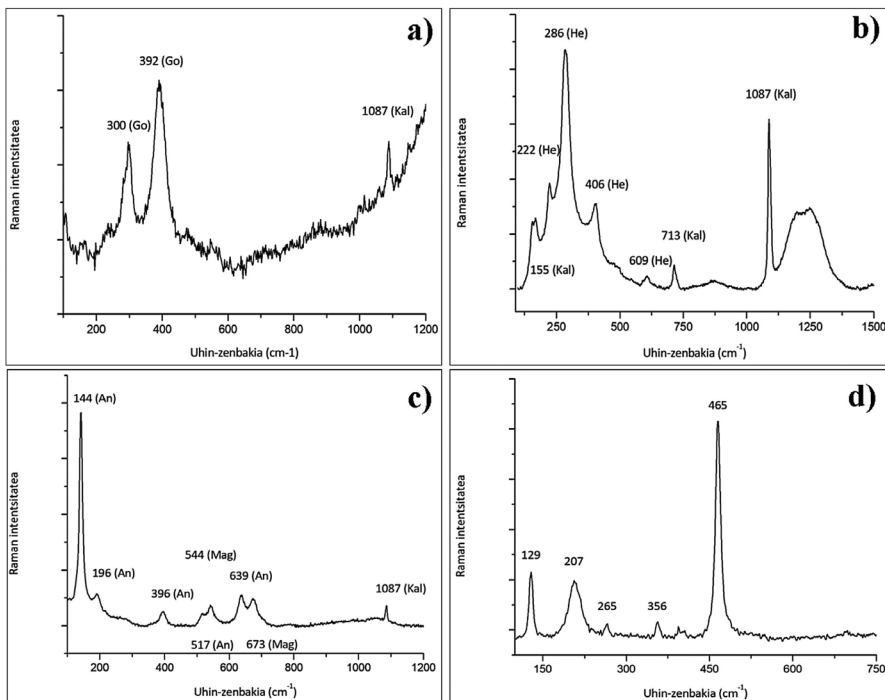 a)
392 (Go)
300 (Go)
1087 (Kal)
Raman intentsitatea
200 400 600 800 1000 1200
Uhin-zenbakia (cm-1)
b)
286 (He)
1087 (Kal)
222 (He)
406 (He)
713 (Kal)
609 (He)
155 (Kal)
Raman intentsitatea
250 500 750 1000 1250 1500
Uhin-zenbakia (cm⁻¹)
c)
144 (An)
544 (Mag)
196 (An)
639 (An)
396 (An)
1087 (Kal)
517 (An) 673 (Mag)
Raman intentsitatea
200 400 600 800 1000 1200
Uhin-zenbakia (cm⁻¹)
d)
465
129
207
265
356
Raman intentsitatea
150 300 450 600 750
Uhin-zenbakia (cm⁻¹)